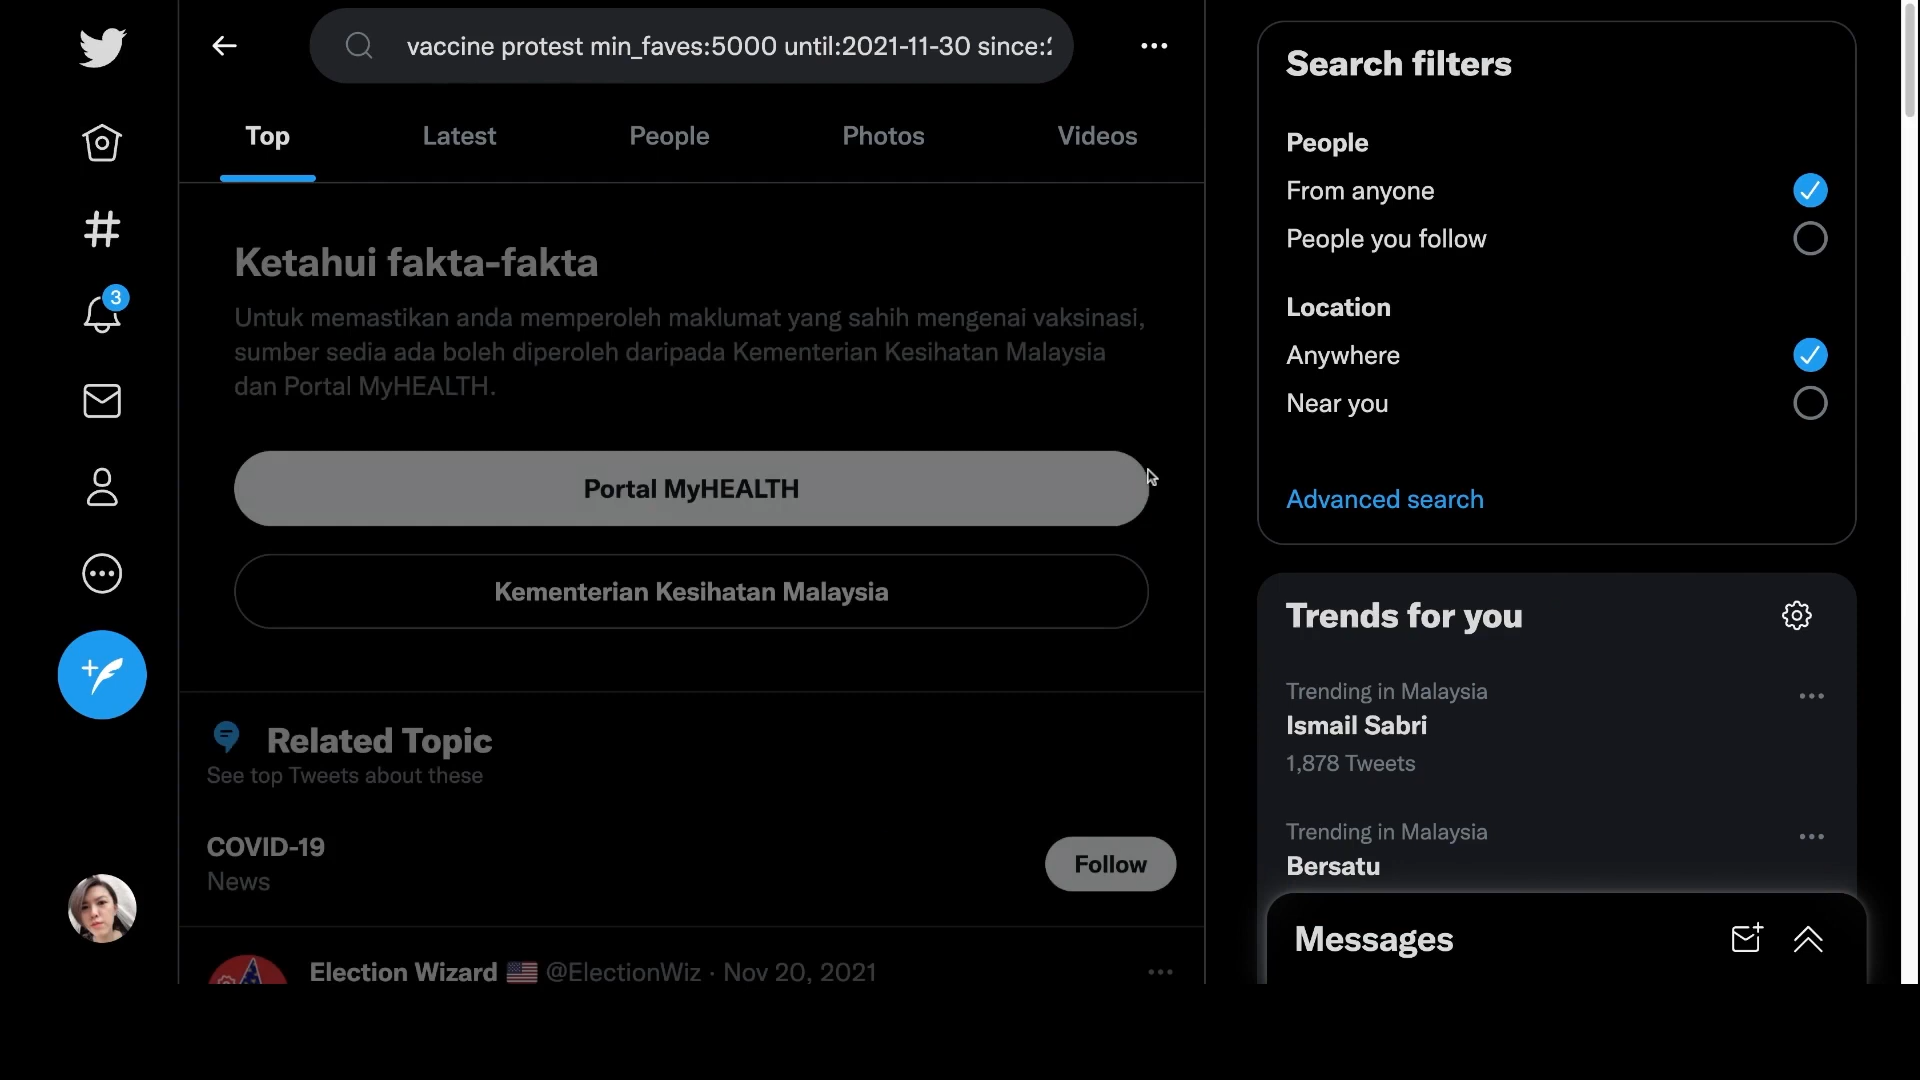 vaccine protest min_faves:5000 until:2021-11-30 since:
Top
Latest
People
Photos
Videos
Ketahui fakta-fakta
Untuk memastikan anda memperoleh maklumat yang sahih mengenai vaksinasi,
sumber sedia ada boleh diperoleh daripada Kementerian Kesihatan Malaysia
dan Portal MyHEALTH.
Portal MyHEALTH
Kementerian Kesihatan Malaysia
Related Topic
See top Tweets about these
COVID-19
News
Follow
Election Wizard 🇺🇸 @ElectionWiz · Nov 20, 2021
3
Search filters
People
From anyone
People you follow
Location
Anywhere
Near you
Advanced search
Trends for you
Trending in Malaysia
Ismail Sabri
1,878 Tweets
Trending in Malaysia
Bersatu
Messages